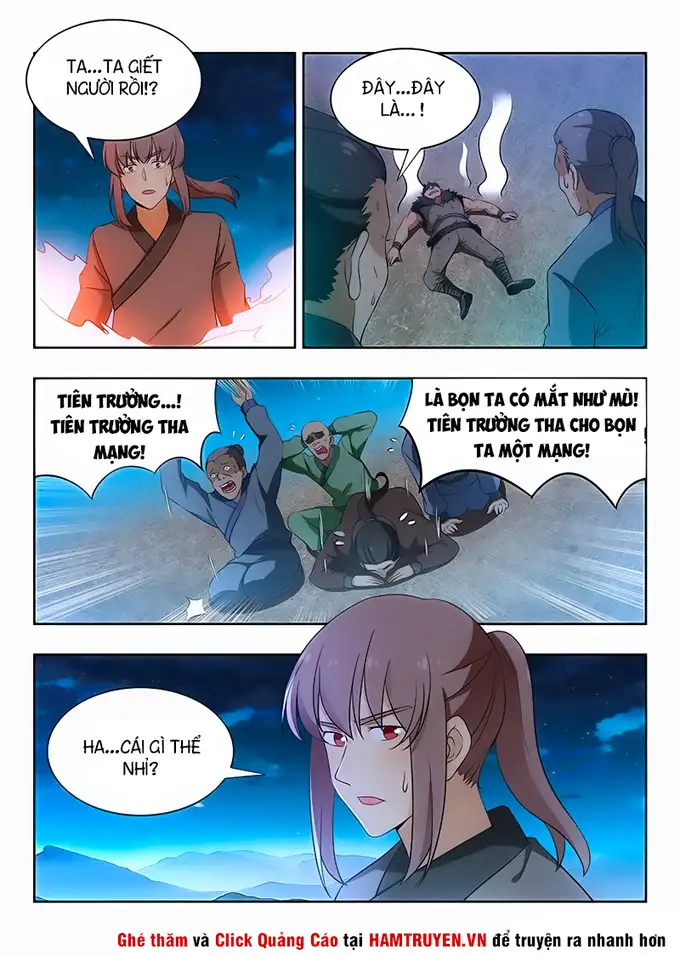 TA...TA GIẾT
NGƯỜI RỒI!?
ĐÂY...ĐÂY
LÀ...!
TIÊN TRƯỞNG...!
TIÊN TRƯỞNG THA
MẠNG!
LÀ BỌN TA CÓ MẮT NHƯ MÙ!
TIÊN TRƯỞNG THA CHO BỌN
TA MỘT MẠNG!
!
HA...CÁI GÌ THẾ
NHỈ?
Ghé thăm và Click Quảng Cáo tại HAMTRUYEN.VN để truyện ra nhanh hơn